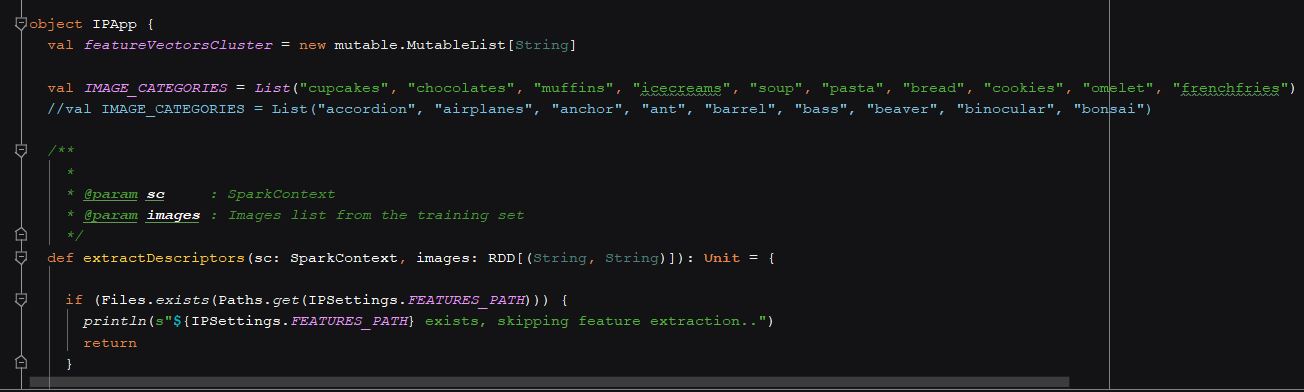 object IPApp {
val featureVectorsCluster = new mutable.MutableList[String]
val IMAGE_CATEGORIES = List("cupcakes", "chocolates", "muffins", "icecreams", "soup", "pasta", "bread", "cookies", "omelet", "frenchfries")
//val IMAGE_CATEGORIES = List("accordion", "airplanes", "anchor", "ant", "barrel", "bass", "beaver", "binocular", "bonsai")
/**
*
* @param sc : SparkContext
* @param images : Images list from the training set
*/
def extractDescriptors(sc: SparkContext, images: RDD[(String, String)]): Unit = {
if (Files.exists(Paths.get(IPSettings.FEATURES_PATH))) {
println(s"${IPSettings.FEATURES_PATH} exists, skipping feature extraction..")
return
}